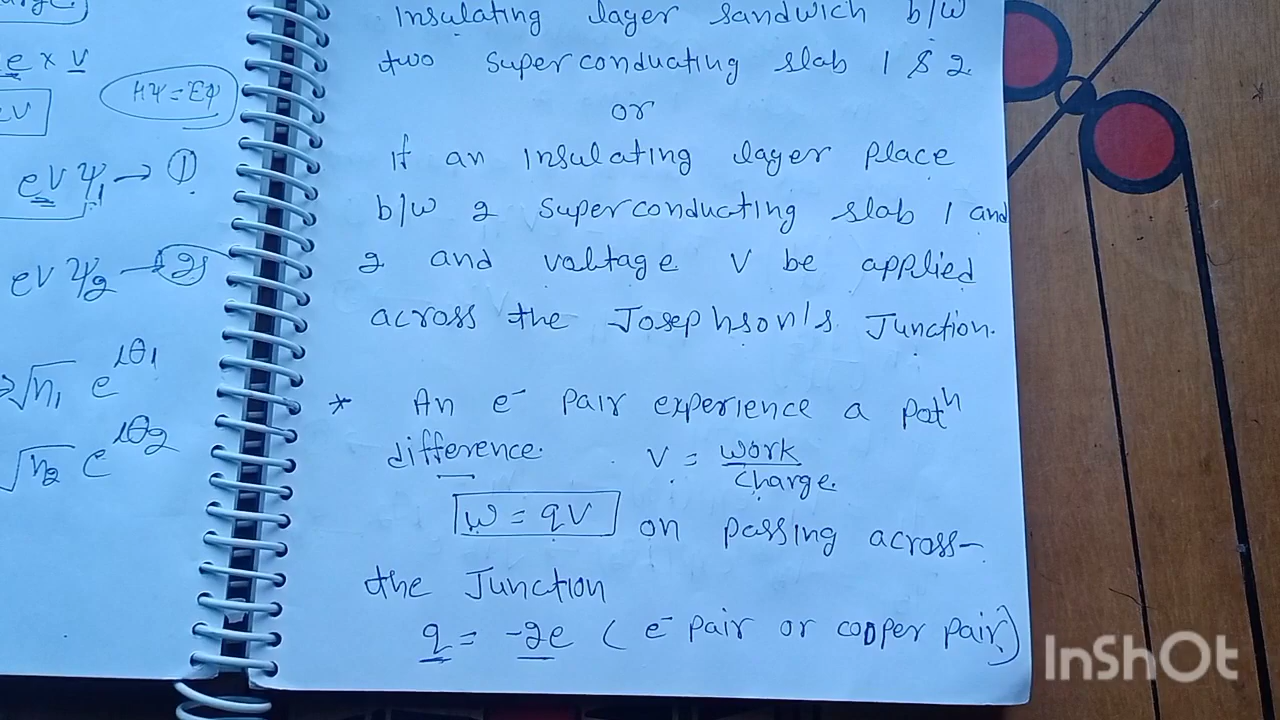 e x v
Hψ = Eψ
eV ψ1 → ①
eV ψ2 → ②
√n1 e^iθ1
√n2 e^iθ2
Insulating layer sandwich b/w
two superconducting slab 1 & 2
or
If an insulating layer place
b/w 2 superconducting slab 1 and
2 and voltage V be applied
across the Josephson's Junction.
* An e⁻ pair experience a potⁿ
difference. V = work/charge.
W = qV on passing across-
the Junction
q = -2e ( e⁻ pair or copper pair)
InShOt